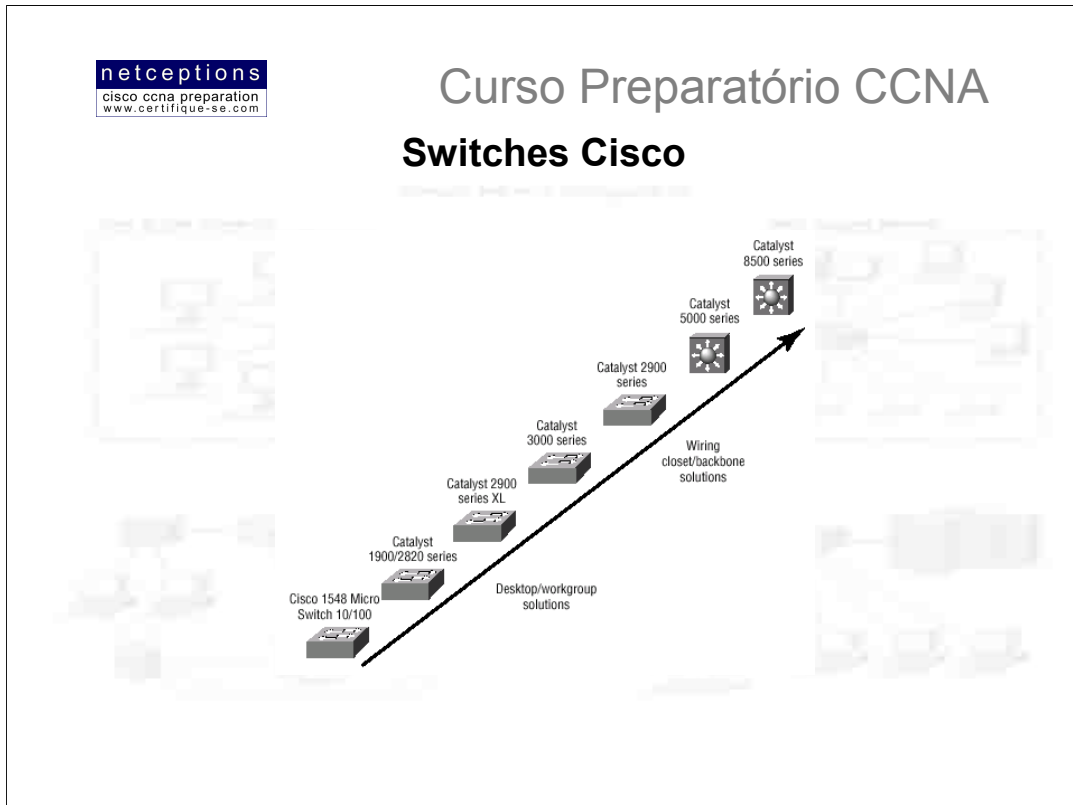 netceptions
cisco ccna preparation
www.certifique-se.com
Curso Preparatório CCNA
Switches Cisco
Catalyst
8500 series
Catalyst
5000 series
Catalyst 2900
series
Catalyst
3000 series
Wiring
closet/backbone
solutions
Catalyst 2900
series XL
Catalyst
1900/2820 series
Desktop/workgroup
solutions
Cisco 1548 Micro
Switch 10/100